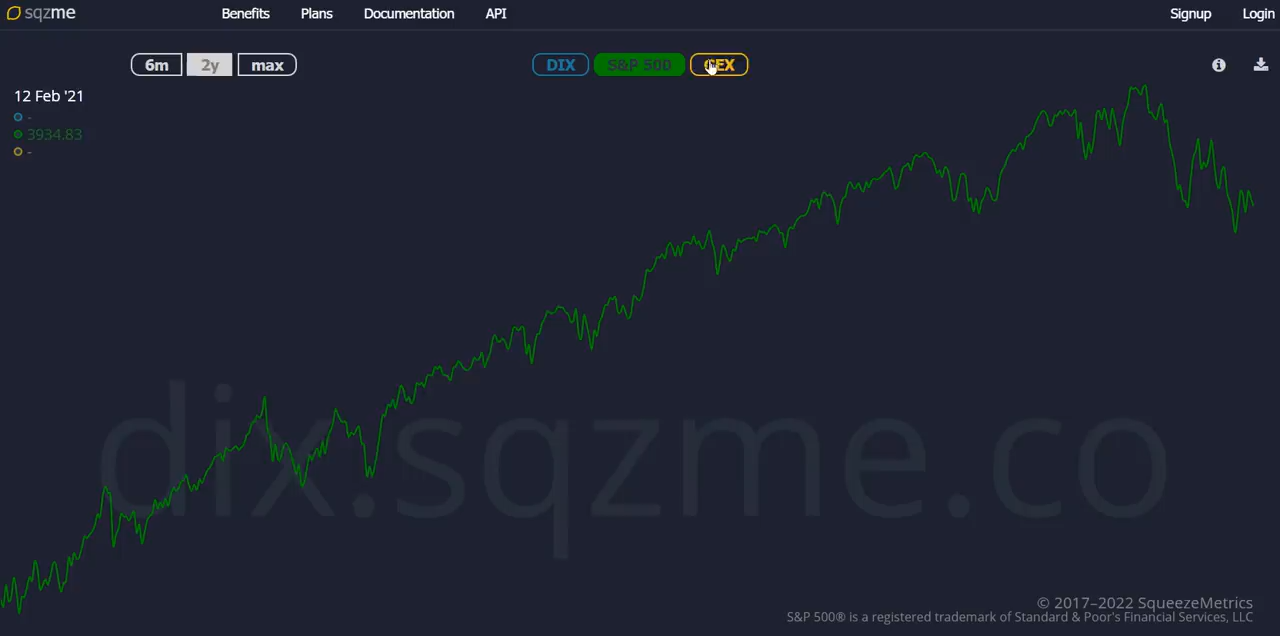 sqzme Benefits Plans Documentation API Signup Login
6m 2y max DIX S&P 500 GEX
12 Feb '21
-
3934.83
-
dix.sqzme.co
© 2017–2022 SqueezeMetrics
S&P 500® is a registered trademark of Standard & Poor's Financial Services, LLC